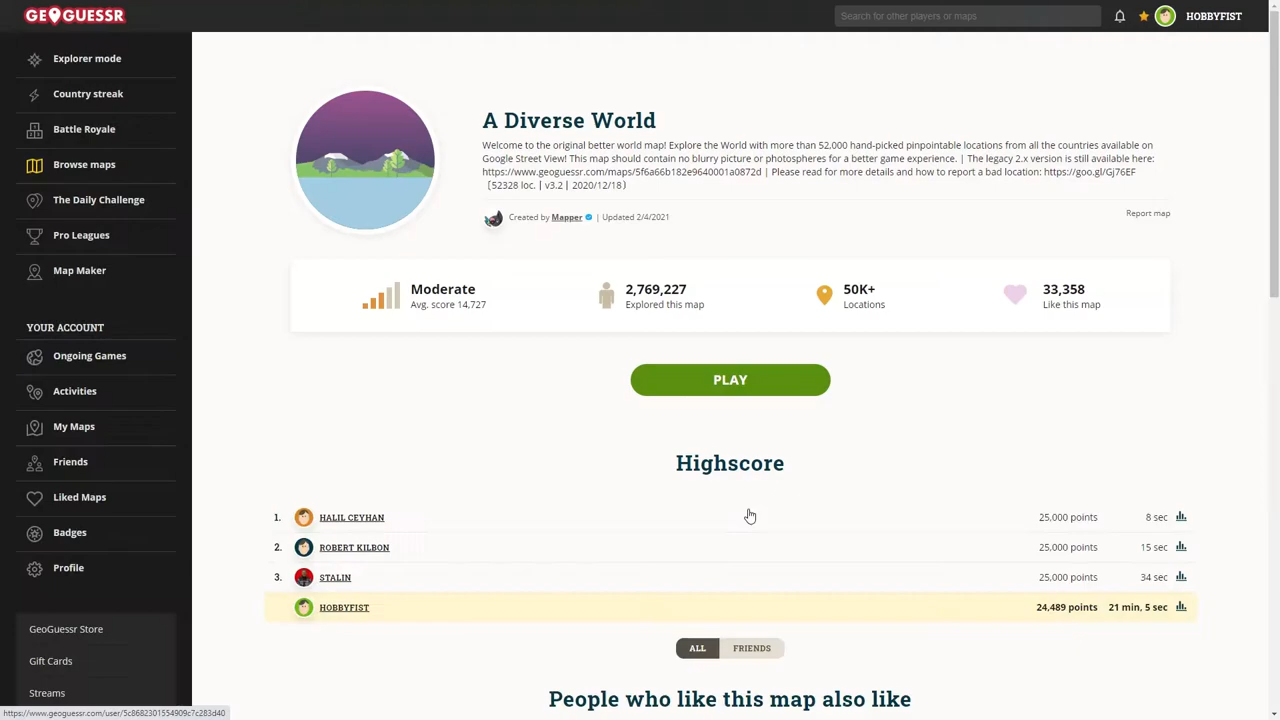 GEOGUESSR
Search for other players or maps
HOBBYFIST
Explorer mode
Country streak
Battle Royale
Browse maps
The Daily Challenge
Pro Leagues
Map Maker
YOUR ACCOUNT
Ongoing Games
Activities
My Maps
Friends
Liked Maps
Badges
Profile
GeoGuessr Store
Gift Cards
Streams
https://www.geoguessr.com/user/5c8682301554909c7c283d40
A Diverse World
Welcome to the original better world map! Explore the World with more than 52,000 hand-picked pinpointable locations from all the countries available on
Google Street View! This map should contain no blurry picture or photospheres for a better game experience. | The legacy 2.x version is still available here:
https://www.geoguessr.com/maps/5f6a66b182e9640001a0872d | Please read for more details and how to report a bad location: https://goo.gl/Gj76EF
[52328 loc. | v3.2 | 2020/12/18]
Created by Mapper | Updated 2/4/2021
Report map
Moderate
Avg. score 14,727
2,769,227
Explored this map
50K+
Locations
33,358
Like this map
PLAY
Highscore
1. HALIL CEYHAN 25,000 points 8 sec
2. ROBERT KILBON 25,000 points 15 sec
3. STALIN 25,000 points 34 sec
HOBBYFIST 24,489 points 21 min, 5 sec
ALL FRIENDS
People who like this map also like